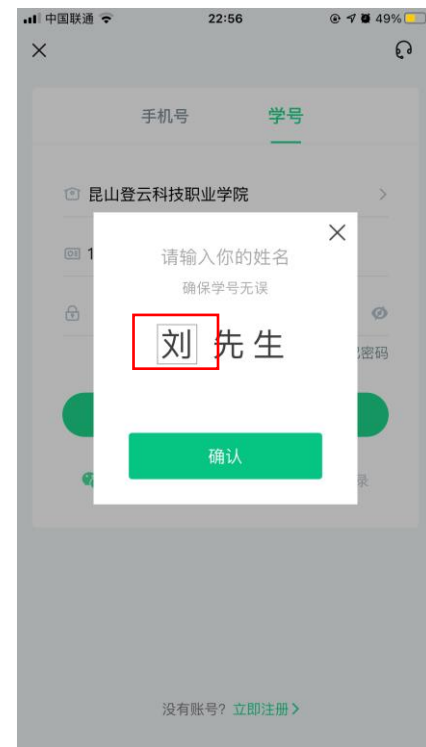 中国联通 22:56 49%
手机号 学号
昆山登云科技职业学院
1
请输入你的姓名
确保学号无误
刘先生
密码
确认
录
没有账号? 立即注册